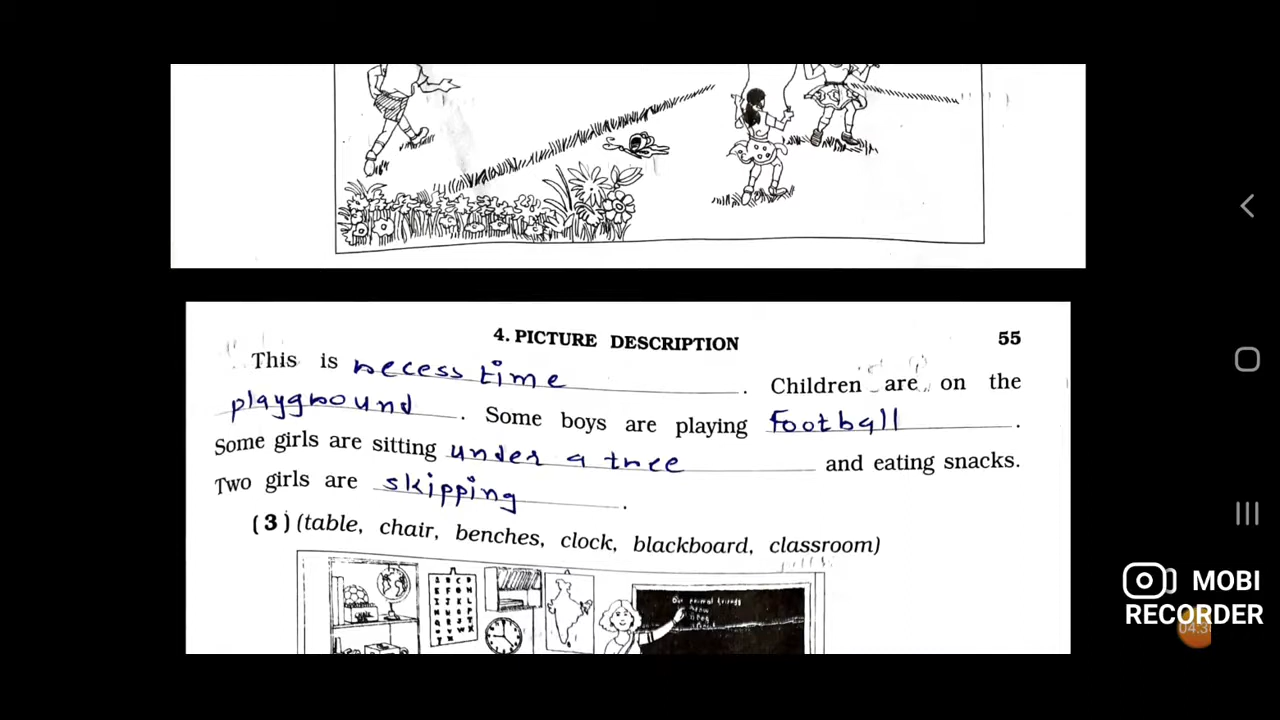 4. PICTURE DESCRIPTION 55
This is recess time. Children are on the
playground. Some boys are playing football.
Some girls are sitting under a tree and eating snacks.
Two girls are skipping.
(3) (table, chair, benches, clock, blackboard, classroom)
MOBI
RECORDER